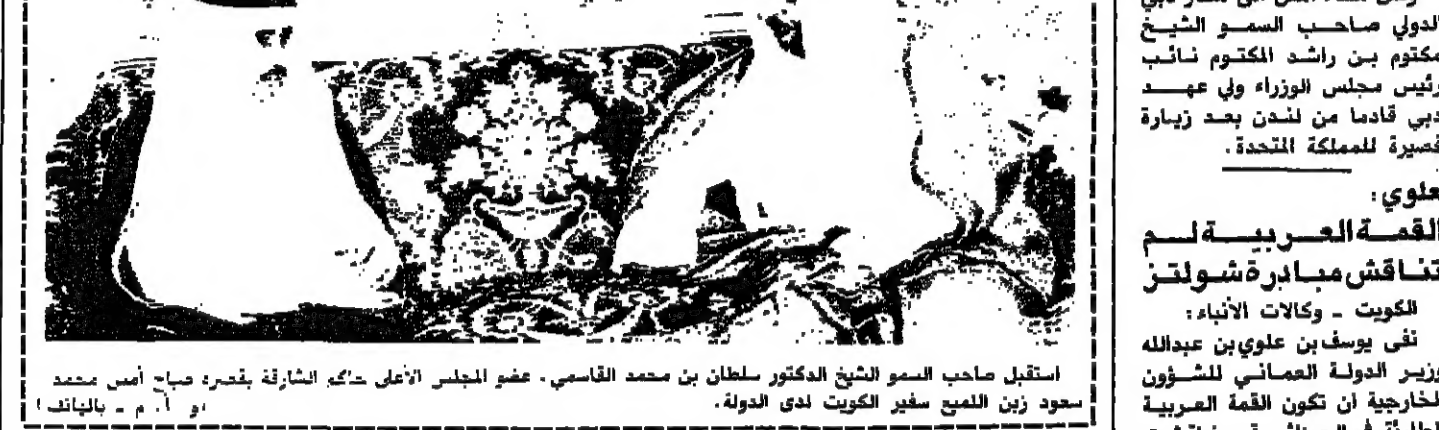 الدولي صاحب السمو الشيخ
مكتوم بن راشد المكتوم نائب
رئيس مجلس الوزراء ولي عهد
دبي قادما من لندن بعد زيارة
قصيرة للمملكة المتحدة.
علوي:
القمة العربية لم
تناقش مبادرة شولتز
الكويت - وكالات الأنباء:
نفى يوسف بن علوي بن عبدالله
وزير الدولة العماني للشؤون
الخارجية ان تكون القمة العربية
استقبل صاحب السمو الشيخ الدكتور سلطان بن محمد القاسمي. عضو المجلس الأعلى حاكم الشارقة بقصره صباح أمس محمد
سعود زبن اللميع سفير الكويت لدى الدولة.
و أ. م - بالهاتف